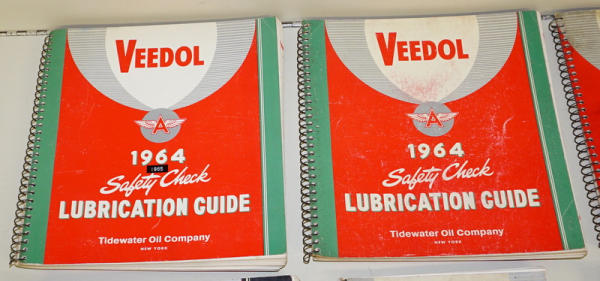 VEEDOL
A
1964
1965
Safety Check
LUBRICATION GUIDE
Tidewater Oil Company
NEW YORK
VEEDOL
A
1964
Safety Check
LUBRICATION GUIDE
Tidewater Oil Company
NEW YORK